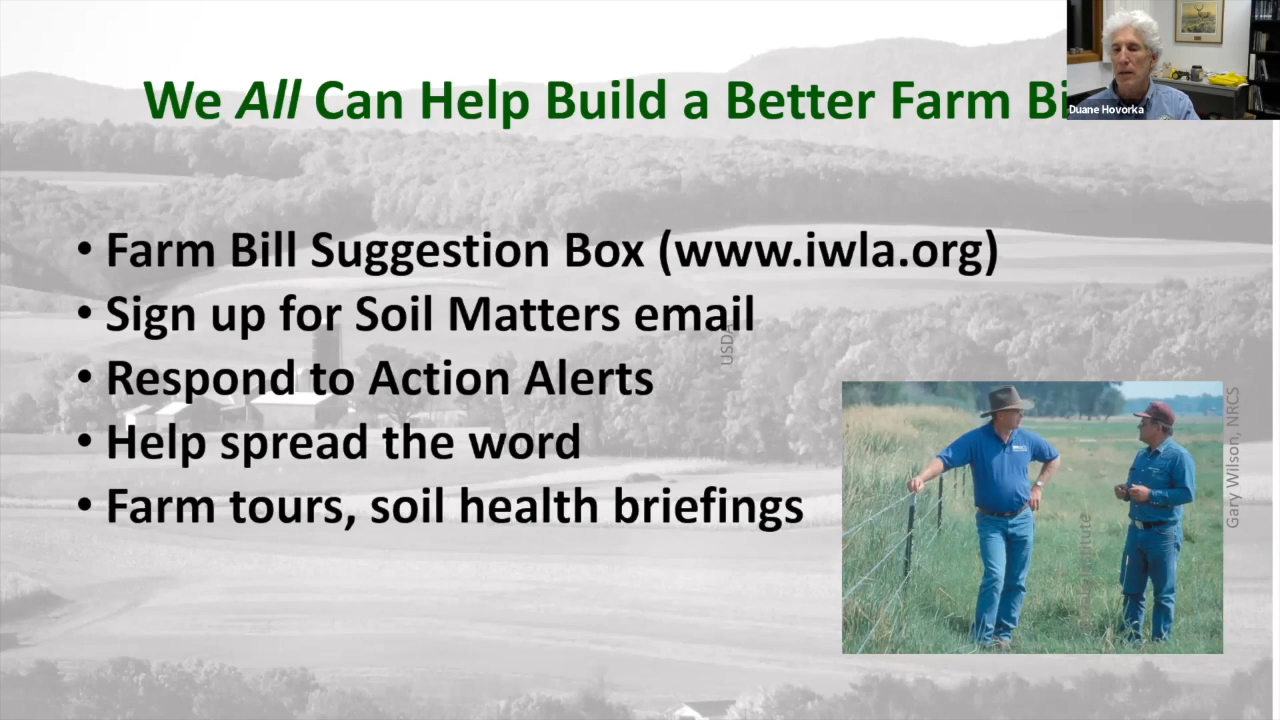 We All Can Help Build a Better Farm Bi
Duane Hovorka
• Farm Bill Suggestion Box (www.iwla.org)
• Sign up for Soil Matters email
• Respond to Action Alerts
• Help spread the word
• Farm tours, soil health briefings
USDA
Gary Wilson, NRCS